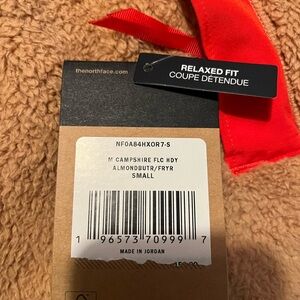 thenorthface.com
RELAXED FIT
COUPE DÉTENDUE
NF0A84HXOR7-S
M CAMPSHIRE FLC HDY
ALMONDBUTR/FRYR
SMALL
1 96573 70999 7
MADE IN JORDAN